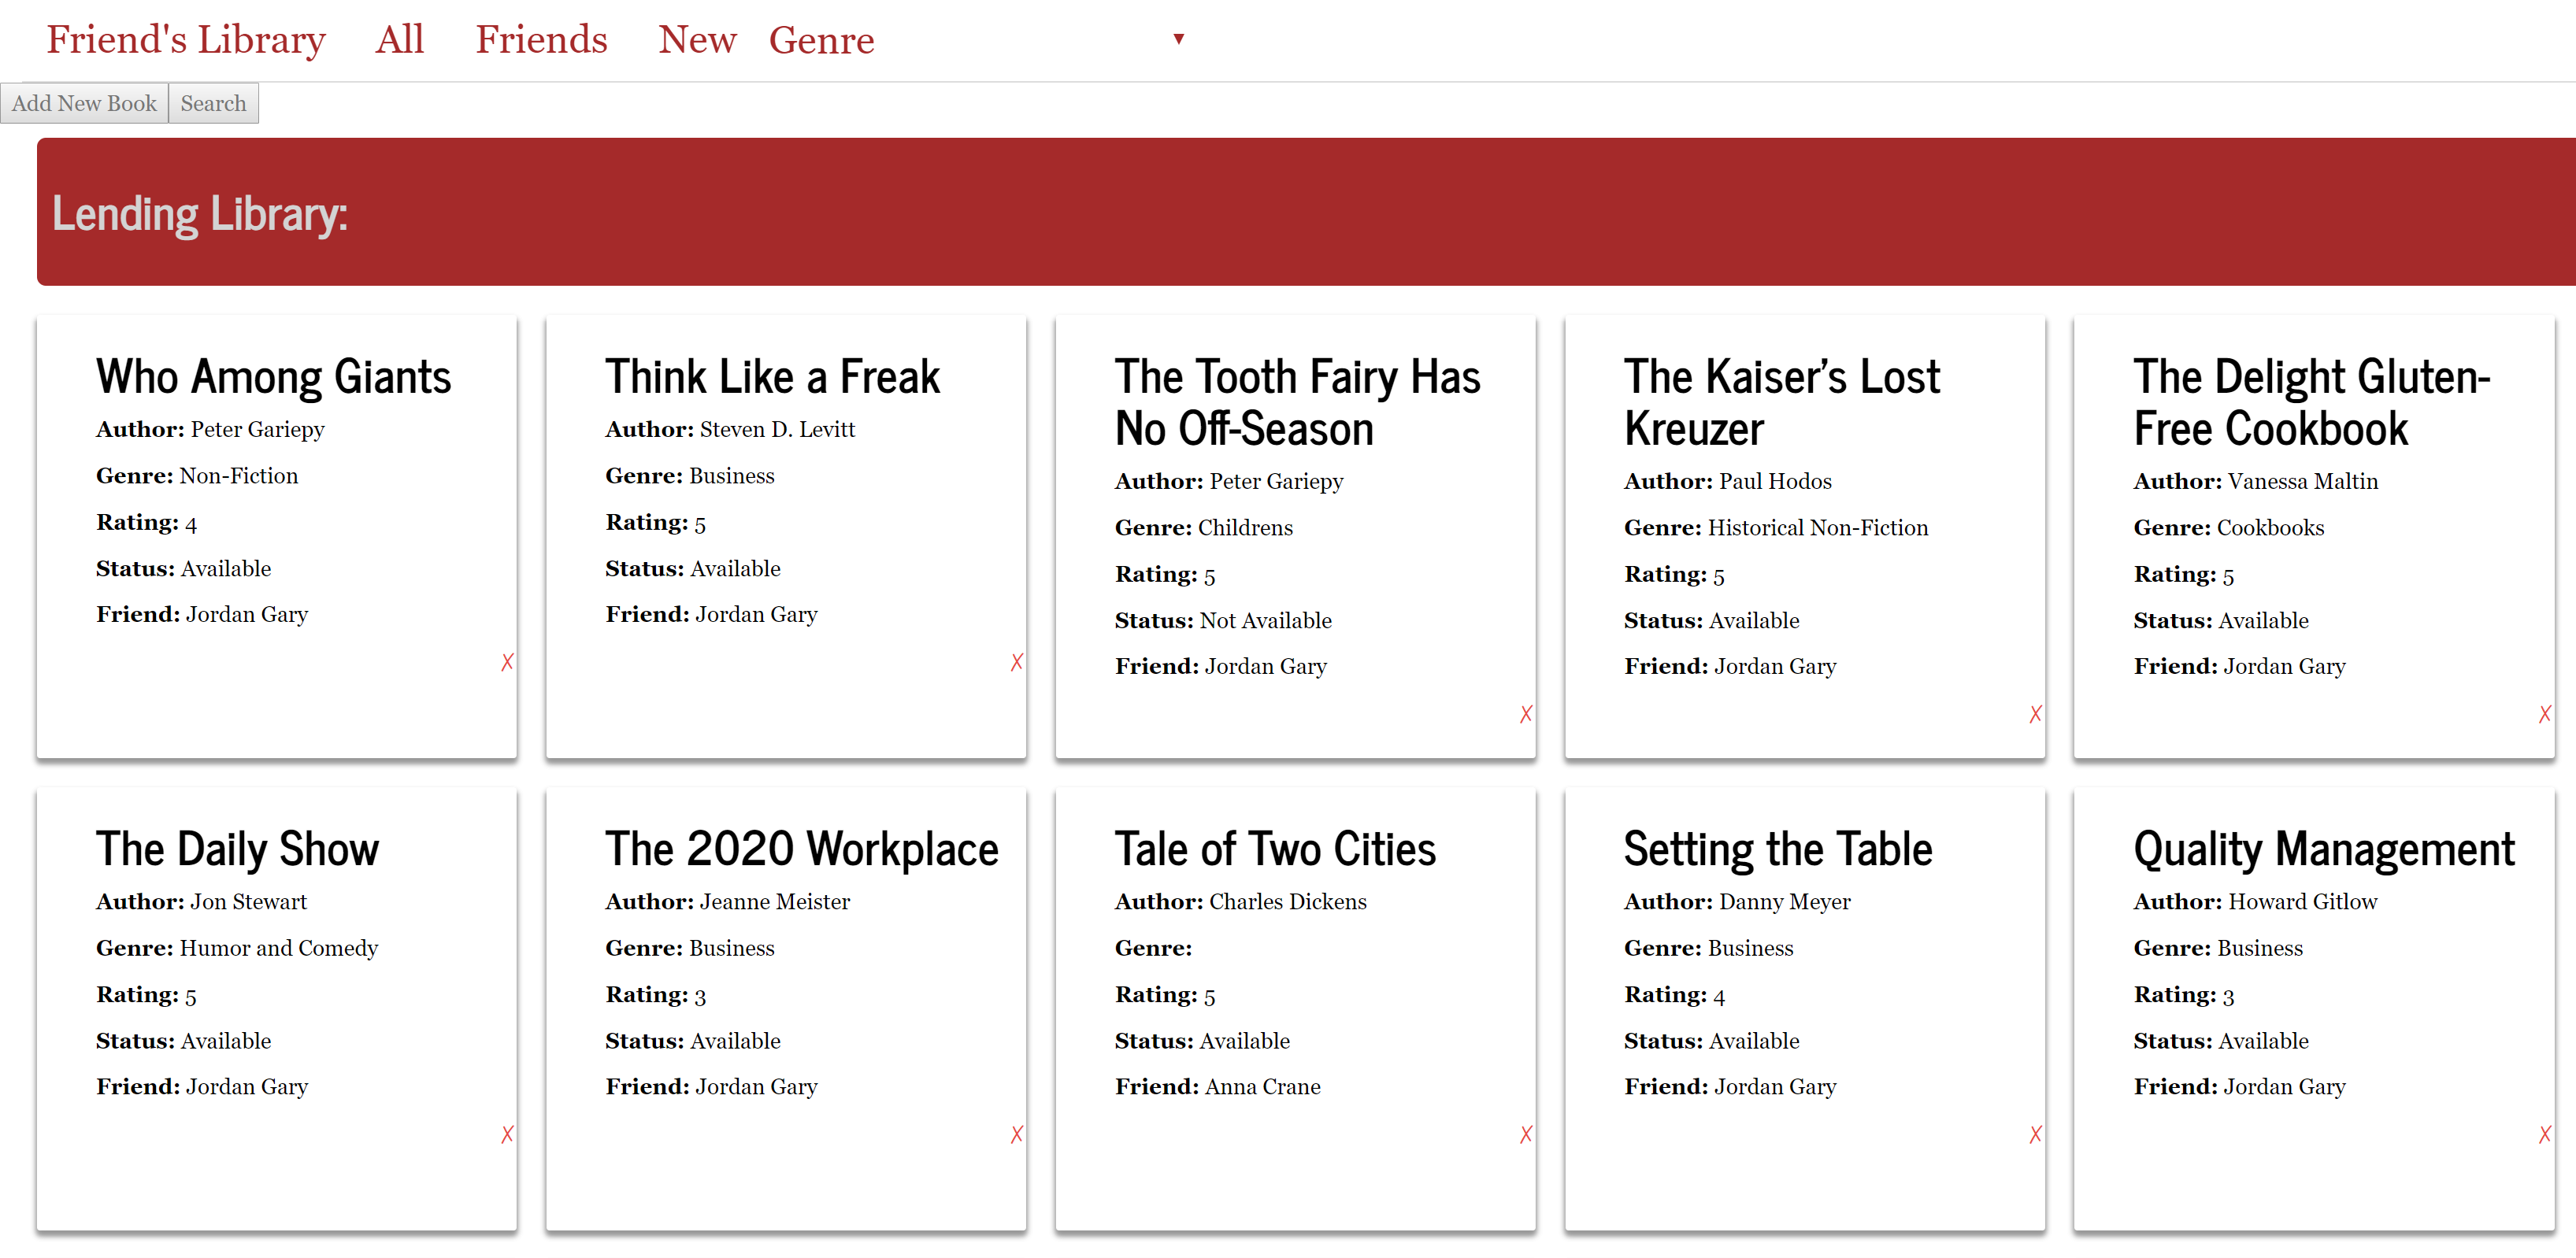 Friend's Library All Friends New Genre ▼
Add New Book Search
Lending Library:
Who Among Giants
Author: Peter Gariepy
Genre: Non-Fiction
Rating: 4
Status: Available
Friend: Jordan Gary
X
Think Like a Freak
Author: Steven D. Levitt
Genre: Business
Rating: 5
Status: Available
Friend: Jordan Gary
X
The Tooth Fairy Has
No Off-Season
Author: Peter Gariepy
Genre: Childrens
Rating: 5
Status: Not Available
Friend: Jordan Gary
X
The Kaiser’s Lost
Kreuzer
Author: Paul Hodos
Genre: Historical Non-Fiction
Rating: 5
Status: Available
Friend: Jordan Gary
X
The Delight Gluten-
Free Cookbook
Author: Vanessa Maltin
Genre: Cookbooks
Rating: 5
Status: Available
Friend: Jordan Gary
X
The Daily Show
Author: Jon Stewart
Genre: Humor and Comedy
Rating: 5
Status: Available
Friend: Jordan Gary
X
The 2020 Workplace
Author: Jeanne Meister
Genre: Business
Rating: 3
Status: Available
Friend: Jordan Gary
X
Tale of Two Cities
Author: Charles Dickens
Genre:
Rating: 5
Status: Available
Friend: Anna Crane
X
Setting the Table
Author: Danny Meyer
Genre: Business
Rating: 4
Status: Available
Friend: Jordan Gary
X
Quality Management
Author: Howard Gitlow
Genre: Business
Rating: 3
Status: Available
Friend: Jordan Gary
X